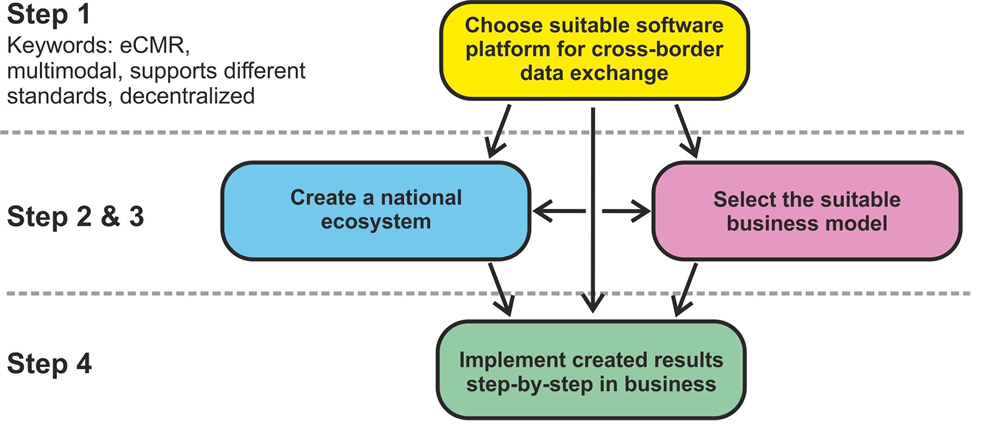 Step 1
Keywords: eCMR,
multimodal, supports different
standards, decentralized
Choose suitable software
platform for cross-border
data exchange
Step 2 & 3
Create a national
ecosystem
Select the suitable
business model
Step 4
Implement created results
step-by-step in business